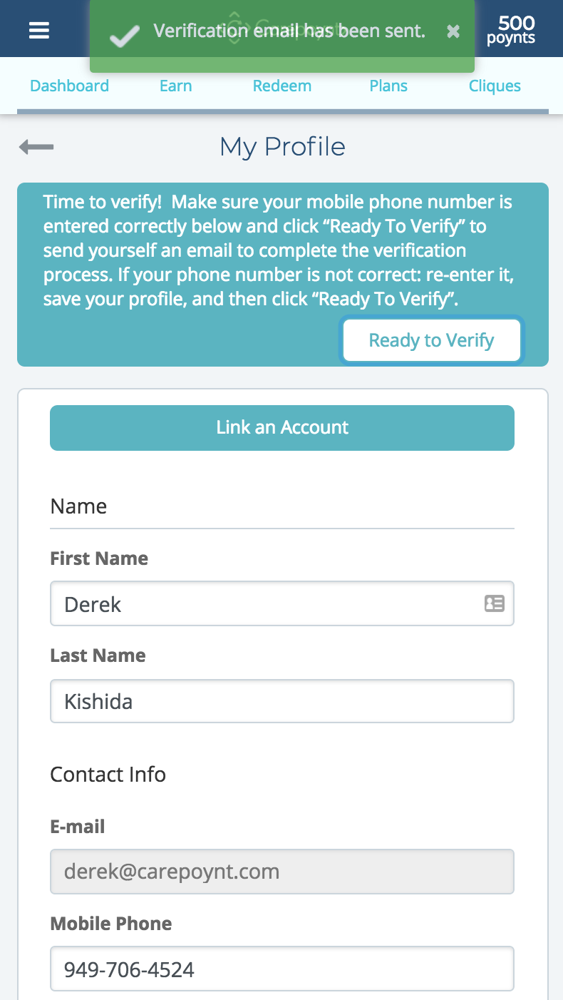 Verification email has been sent.
×
500
poynts
Dashboard
Earn
Redeem
Plans
Cliques
My Profile
Time to verify!  Make sure your mobile phone number is
entered correctly below and click “Ready To Verify” to
send yourself an email to complete the verification
process. If your phone number is not correct: re-enter it,
save your profile, and then click “Ready To Verify”.
Ready to Verify
Link an Account
Name
First Name
Derek
Last Name
Kishida
Contact Info
E-mail
derek@carepoynt.com
Mobile Phone
949-706-4524